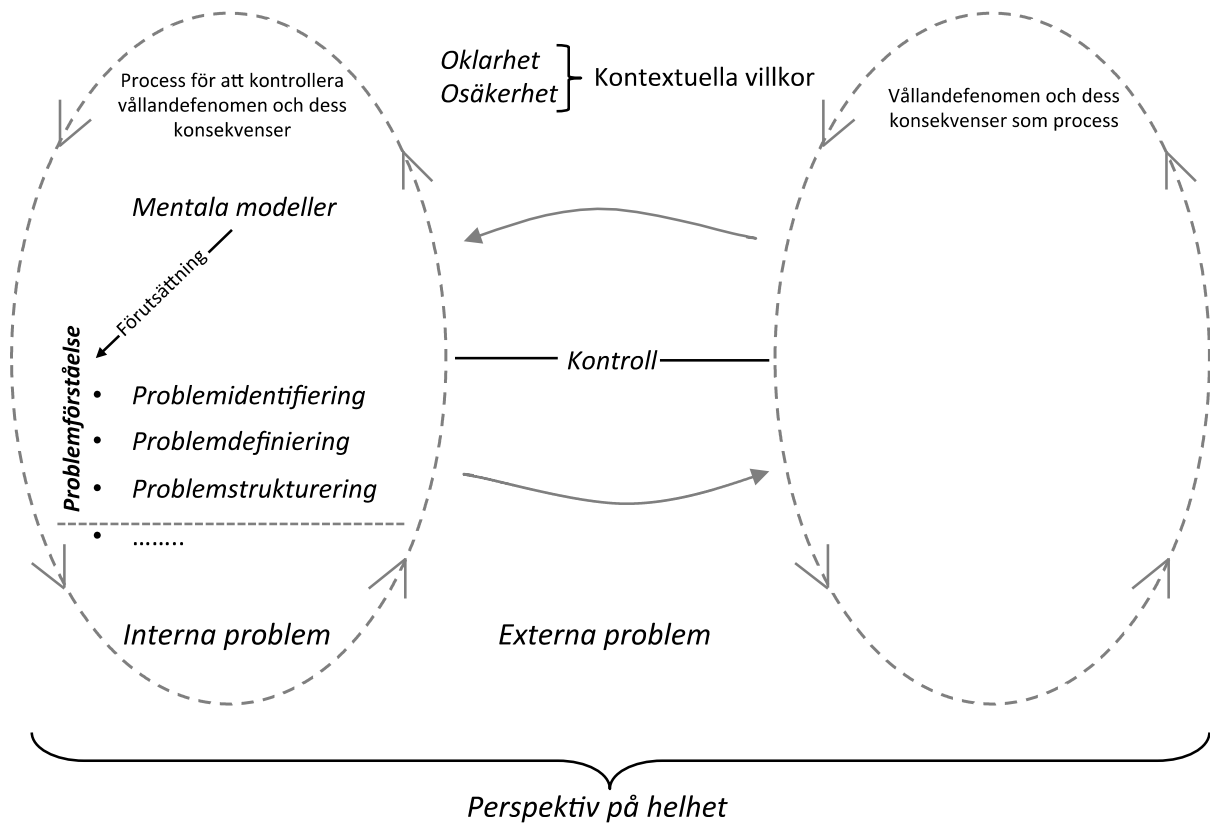 Process för att kontrollera
vållandefenomen och dess
konsekvenser
Oklarhet
Osäkerhet
Kontextuella villkor
Vållandefenomen och dess
konsekvenser som process
Mentala modeller
Förutsättning
Problemförståelse
Kontroll
• Problemidentifiering
• Problemdefiniering
• Problemstrukturering
• ........
Interna problem
Externa problem
Perspektiv på helhet